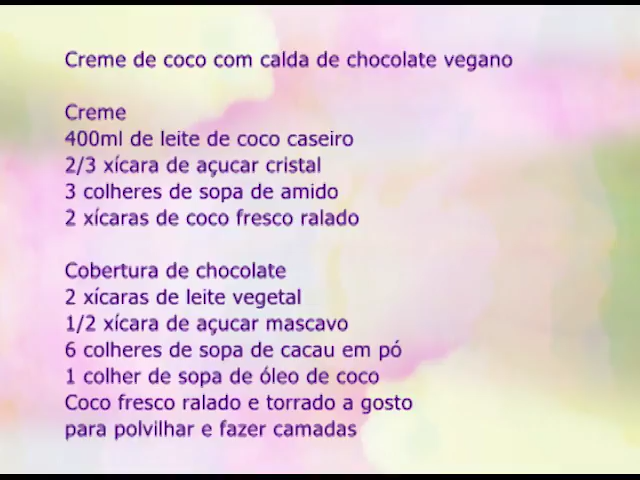 Creme de coco com calda de chocolate vegano
Creme
400ml de leite de coco caseiro
2/3 xícara de açucar cristal
3 colheres de sopa de amido
2 xícaras de coco fresco ralado
Cobertura de chocolate
2 xícaras de leite vegetal
1/2 xícara de açucar mascavo
6 colheres de sopa de cacau em pó
1 colher de sopa de óleo de coco
Coco fresco ralado e torrado a gosto
para polvilhar e fazer camadas